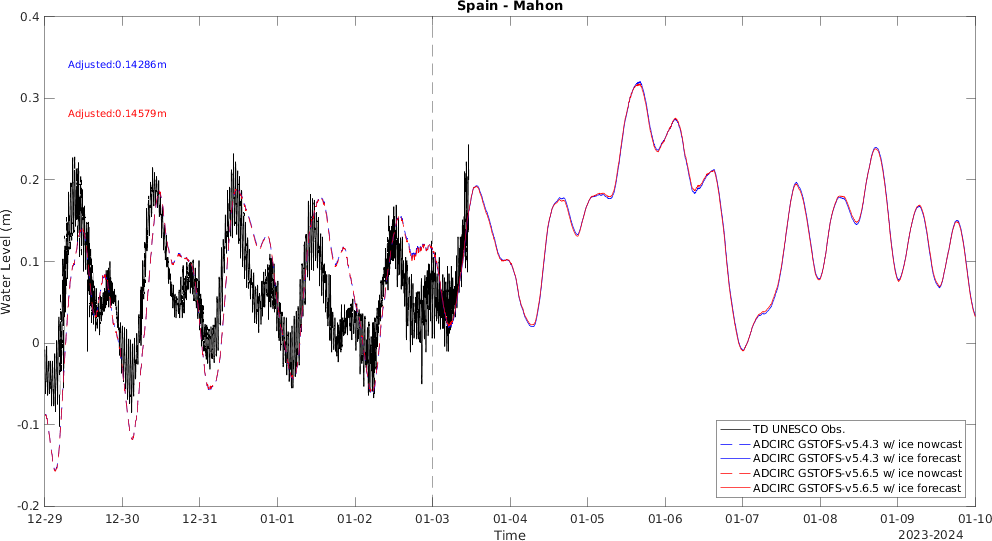 Spain - Mahon
0.4
0.3
0.2
0.1
0
-0.1
-0.2
Water Level (m)
Adjusted:0.14286m
Adjusted:0.14579m
TD UNESCO Obs.
ADCIRC GSTOFS-v5.4.3 w/ ice nowcast
ADCIRC GSTOFS-v5.4.3 w/ ice forecast
ADCIRC GSTOFS-v5.6.5 w/ ice nowcast
ADCIRC GSTOFS-v5.6.5 w/ ice forecast
12-29 12-30 12-31 01-01 01-02 01-03 01-04 01-05 01-06 01-07 01-08 01-09 01-10
Time
2023-2024